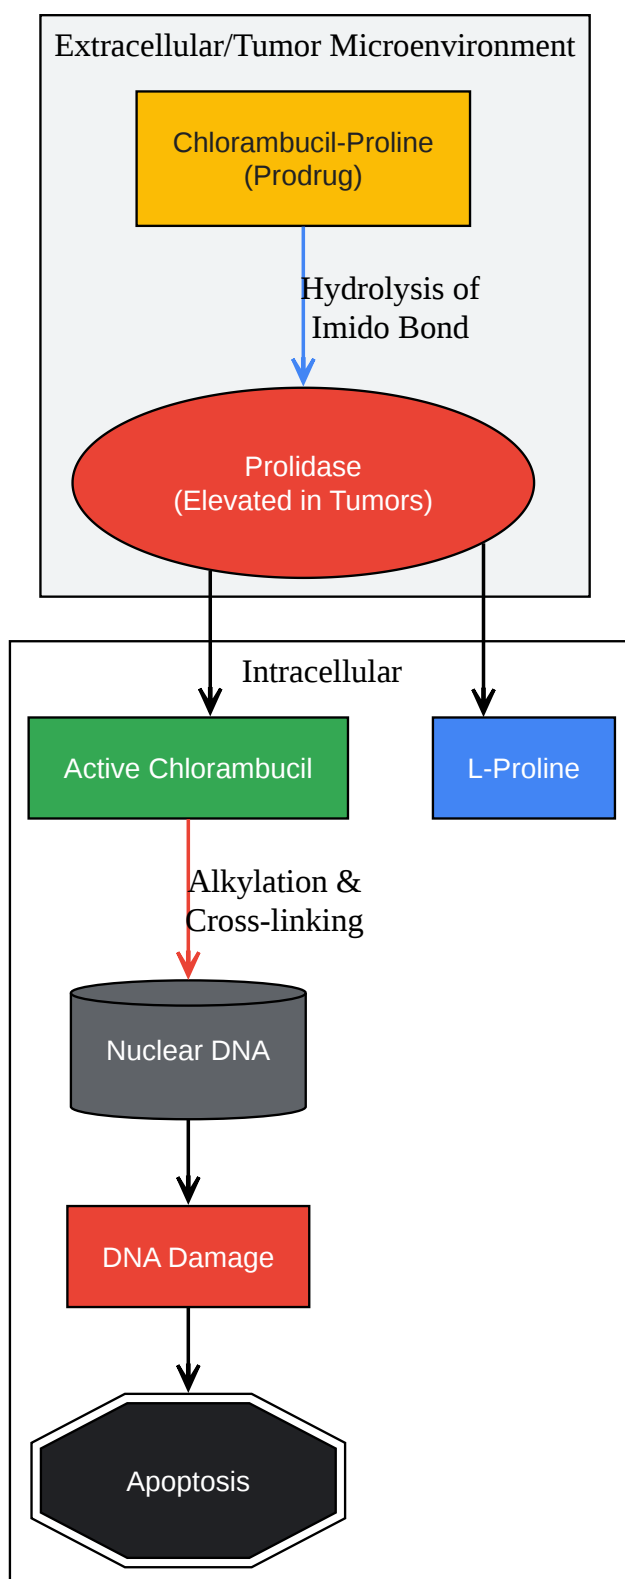 Extracellular/Tumor Microenvironment
Chlorambucil-Proline
(Prodrug)
Hydrolysis of
Imido Bond
Prolidase
(Elevated in Tumors)
Intracellular
Active Chlorambucil
L-Proline
Alkylation &
Cross-linking
Nuclear DNA
DNA Damage
Apoptosis